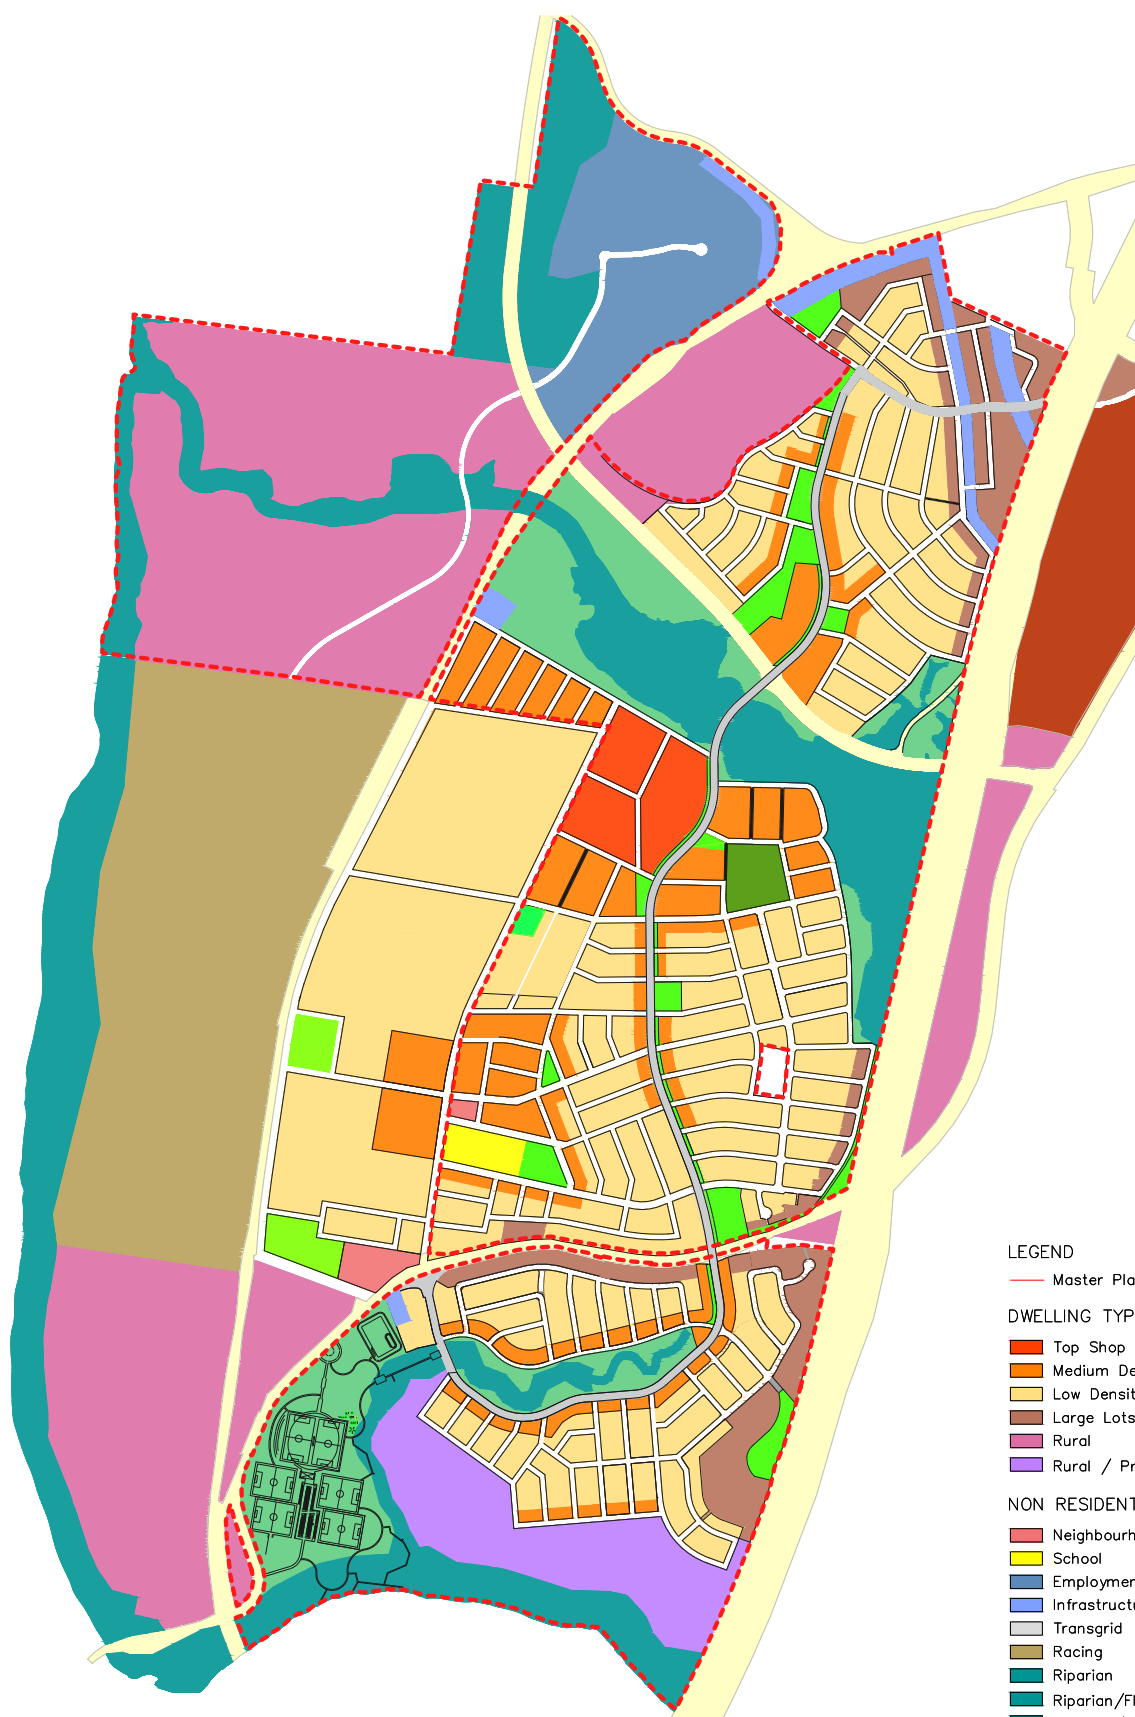 LEGEND
Master Pla
DWELLING TYP
Top Shop
Medium De
Low Densit
Large Lots
Rural
Rural / Pr
NON RESIDENT
Neighbourh
School
Employmen
Infrastructu
Transgrid
Racing
Riparian
Riparian/Fl